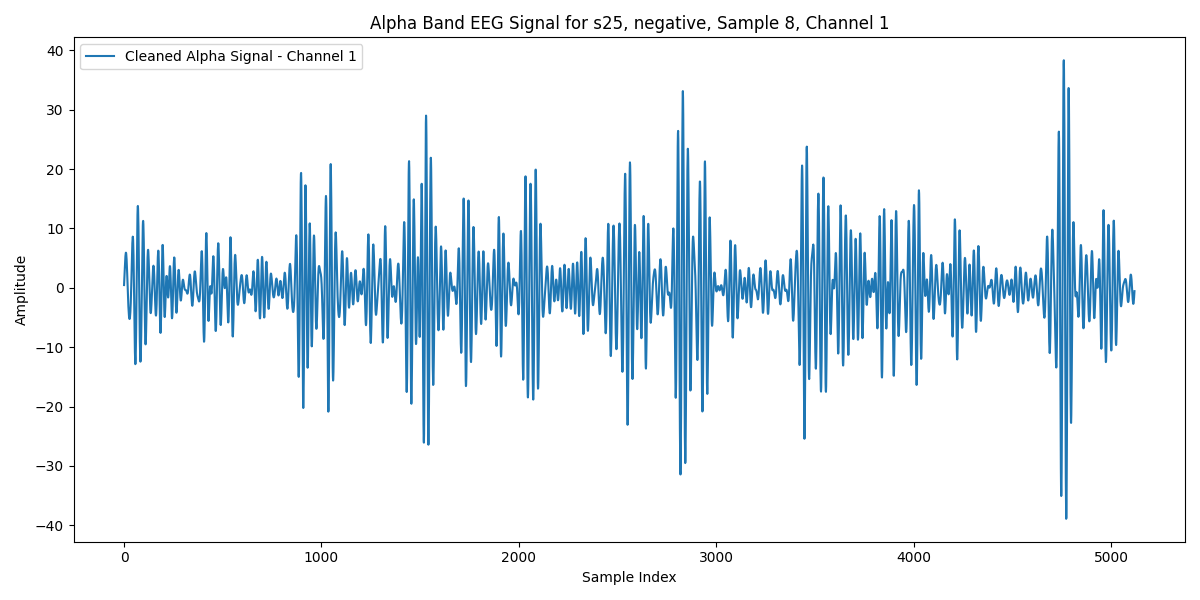 Alpha Band EEG Signal for s25, negative, Sample 8, Channel 1
Cleaned Alpha Signal - Channel 1
40
30
20
10
0
−10
−20
−30
−40
Amplitude
0 1000 2000 3000 4000 5000
Sample Index